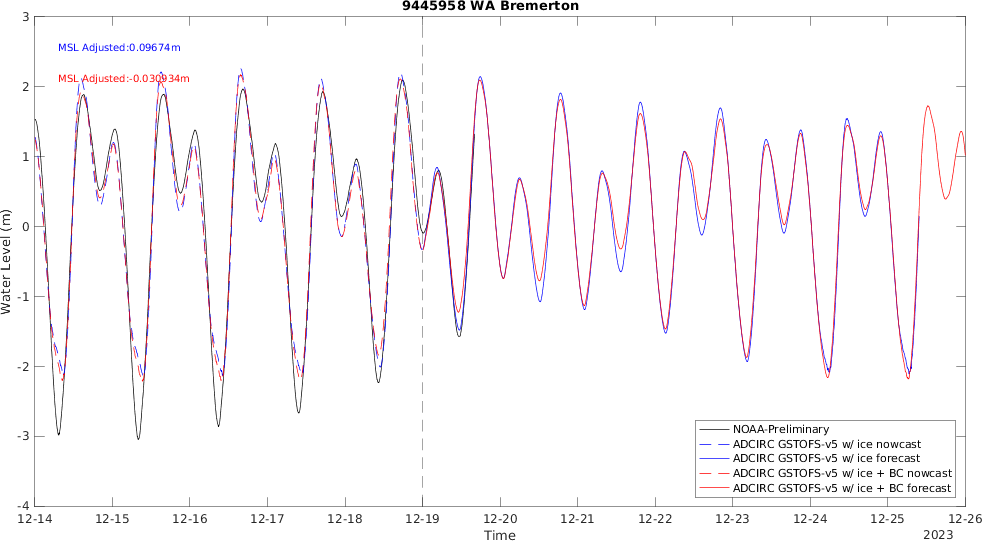 9445958 WA Bremerton
MSL Adjusted:0.09674m
MSL Adjusted:-0.030934m
Water Level (m)
3
2
1
0
-1
-2
-3
-4
NOAA-Preliminary
ADCIRC GSTOFS-v5 w/ ice nowcast
ADCIRC GSTOFS-v5 w/ ice forecast
ADCIRC GSTOFS-v5 w/ ice + BC nowcast
ADCIRC GSTOFS-v5 w/ ice + BC forecast
12-14 12-15 12-16 12-17 12-18 12-19 12-20 12-21 12-22 12-23 12-24 12-25 12-26
Time
2023